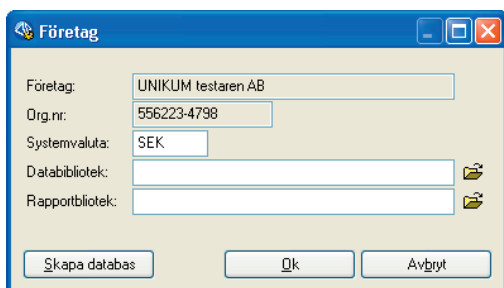 Företag
Företag: UNIKUM testaren AB
Org.nr: 556223-4798
Systemvaluta: SEK
Databibliotek:
Rapportbliotek:
Skapa databas Ok Avbryt